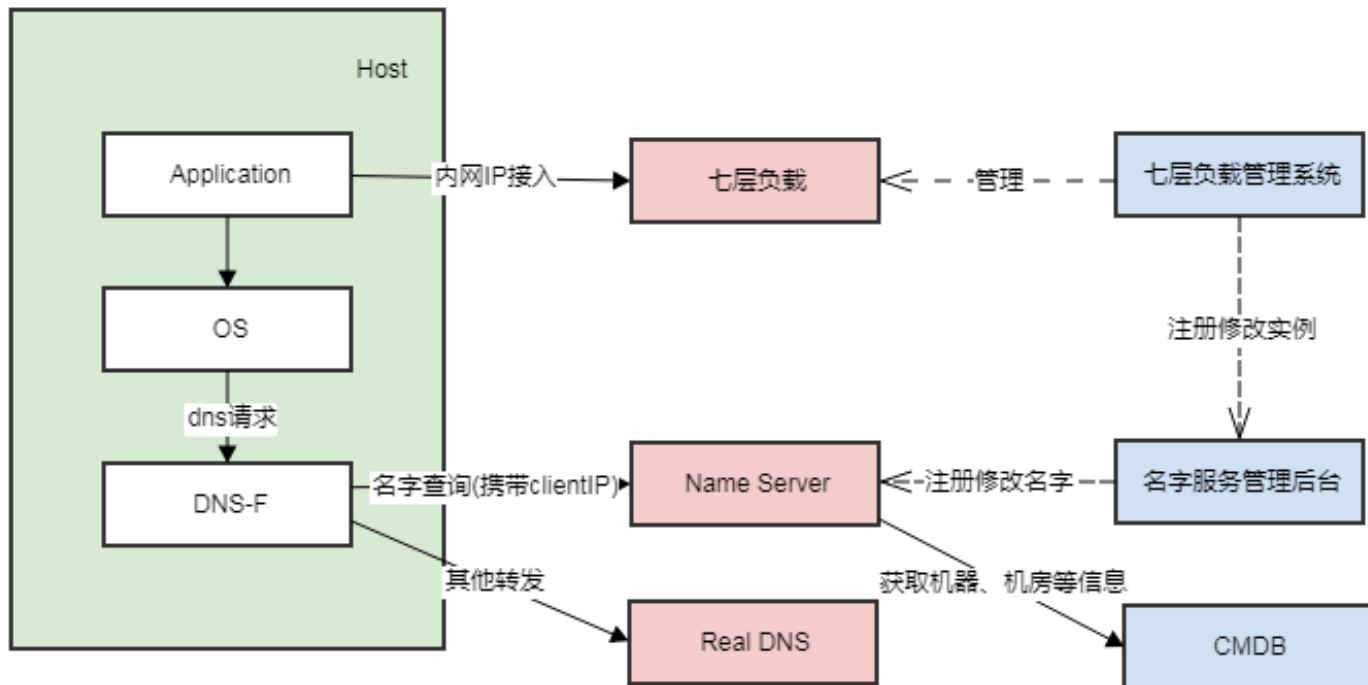 Host
Application
内网IP接入
七层负载
管理
七层负载管理系统
OS
注册修改实例
dns请求
DNS-F
名字查询(携带clientIP)
Name Server
注册修改名字
名字服务管理后台
其他转发
获取机器、机房等信息
Real DNS
CMDB